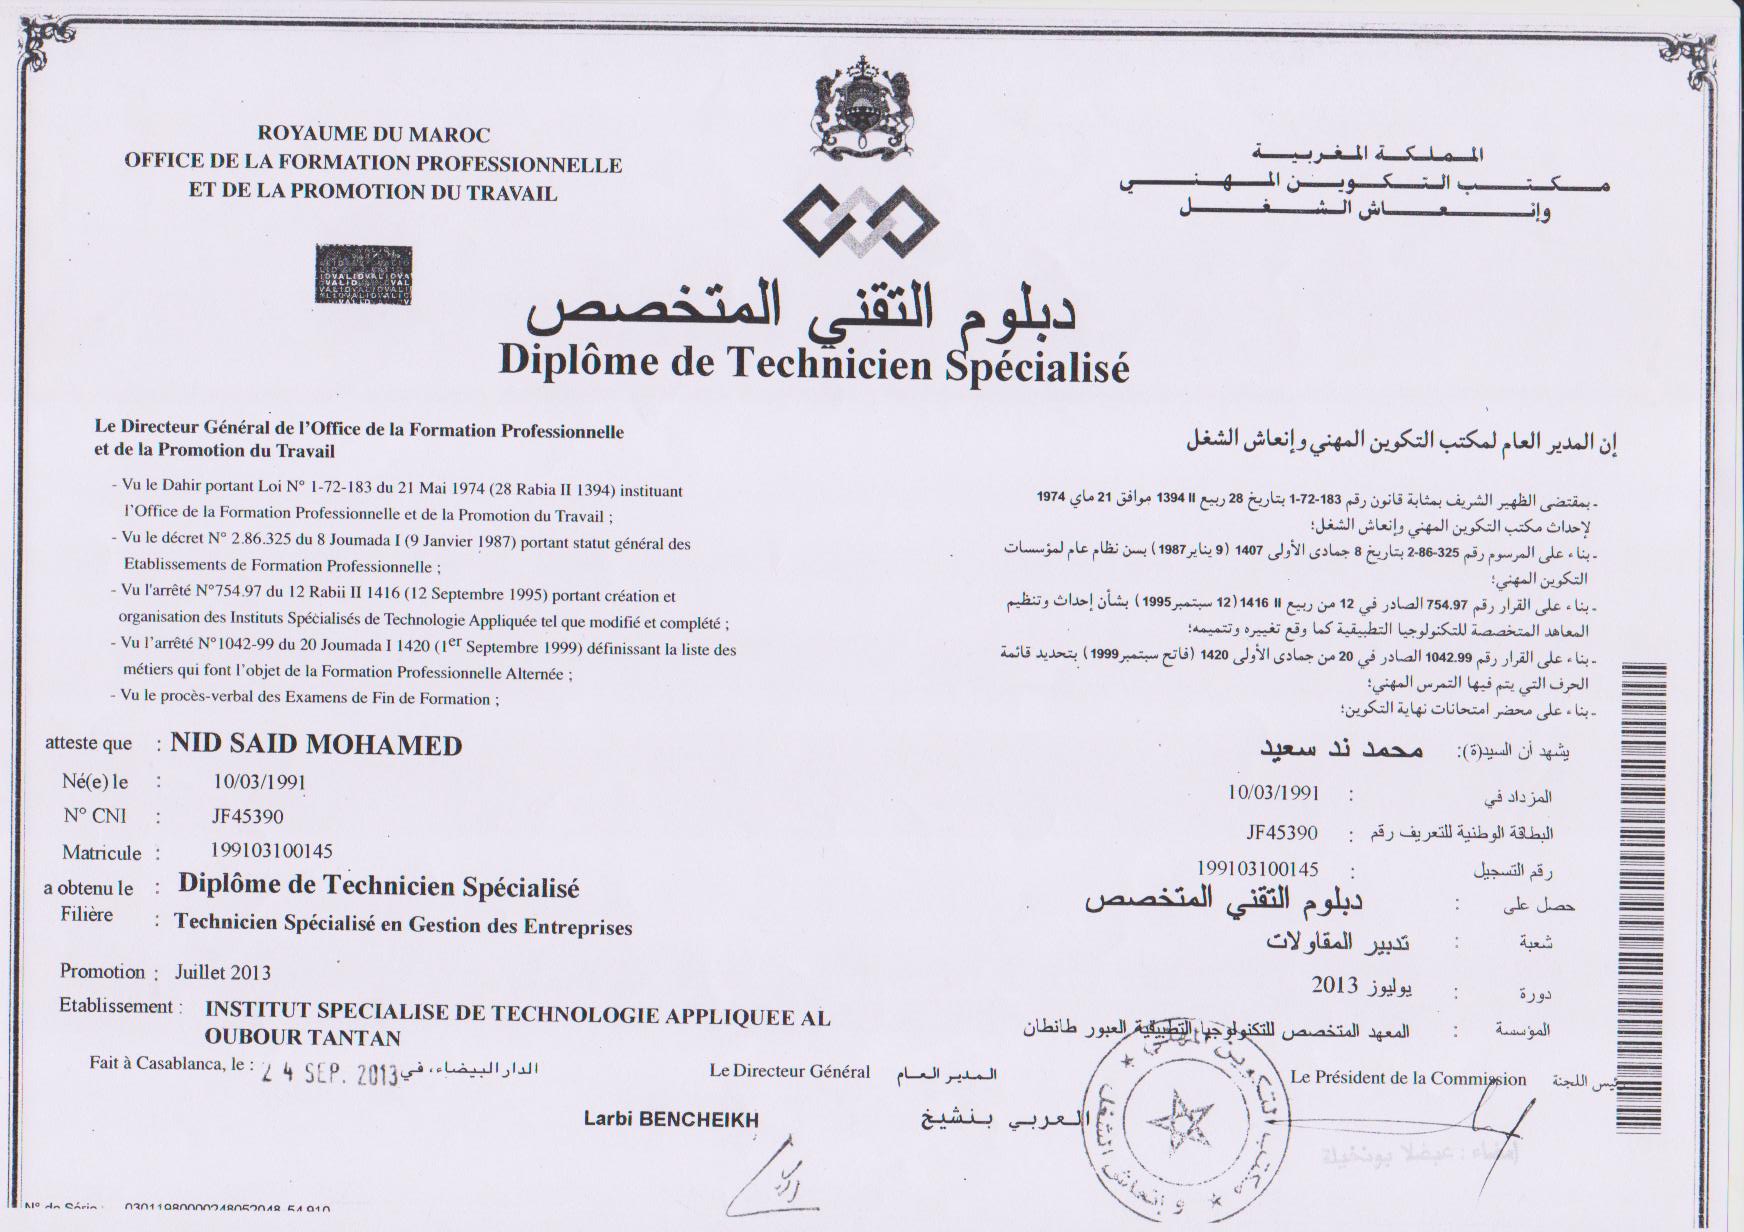 ROYAUME DU MAROC
OFFICE DE LA FORMATION PROFESSIONNELLE
ET DE LA PROMOTION DU TRAVAIL
المملكة المغربية
مكتب التكوين المهني
وإنعاش الشغل
دبلوم التقني المتخصص
Diplôme de Technicien Spécialisé
Le Directeur Général de l'Office de la Formation Professionnelle
et de la Promotion du Travail
- Vu le Dahir portant Loi N° 1-72-183 du 21 Mai 1974 (28 Rabia II 1394) instituant
l'Office de la Formation Professionnelle et de la Promotion du Travail ;
- Vu le décret N° 2.86.325 du 8 Joumada I (9 Janvier 1987) portant statut général des
Etablissements de Formation Professionnelle ;
- Vu l'arrêté N°754.97 du 12 Rabii II 1416 (12 Septembre 1995) portant création et
organisation des Instituts Spécialisés de Technologie Appliquée tel que modifié et complété ;
- Vu l'arrêté N°1042-99 du 20 Joumada I 1420 (1er Septembre 1999) définissant la liste des
métiers qui font l'objet de la Formation Professionnelle Alternée ;
- Vu le procès-verbal des Examens de Fin de Formation ;
إن المدير العام لمكتب التكوين المهني وإنعاش الشغل
- بمقتضى الظهير الشريف بمثابة قانون رقم 183-72-1 بتاريخ 28 ربيع II 1394 موافق 21 ماي 1974
لإحداث مكتب التكوين المهني وإنعاش الشغل؛
- بناء على المرسوم رقم 325-86-2 بتاريخ 8 جمادى الأولى 1407 (9 يناير 1987) بسن نظام عام لمؤسسات
التكوين المهني؛
- بناء على القرار رقم 754.97 الصادر في 12 من ربيع II 1416 (12 سبتمبر 1995) بشأن إحداث وتنظيم
المعاهد المتخصصة للتكنولوجيا التطبيقية كما وقع تغييره وتتميمه؛
- بناء على القرار رقم 1042.99 الصادر في 20 من جمادى الأولى 1420 (فاتح سبتمبر 1999) بتحديد قائمة
الحرف التي يتم فيها التمرس المهني؛
- بناء على محضر امتحانات نهاية التكوين؛
atteste que : NID SAID MOHAMED
Né(e) le : 10/03/1991
N° CNI : JF45390
Matricule : 199103100145
a obtenu le : Diplôme de Technicien Spécialisé
Filière : Technicien Spécialisé en Gestion des Entreprises
Promotion : Juillet 2013
Etablissement : INSTITUT SPECIALISE DE TECHNOLOGIE APPLIQUEE AL
OUBOUR TANTAN
يشهد أن السيد(ة): محمد ند سعيد
المزداد في : 10/03/1991
البطاقة الوطنية للتعريف رقم : JF45390
رقم التسجيل : 199103100145
حصل على : دبلوم التقني المتخصص
شعبة : تدبير المقاولات
دورة : يوليوز 2013
المؤسسة : المعهد المتخصص للتكنولوجيا التطبيقية العبور طانطان
Fait à Casablanca, le : 24 SEP. 2013 الدار البيضاء، في
Le Directeur Général المدير العام
Le Président de la Commission رئيس اللجنة
Larbi BENCHEIKH العربي بنشيخ
مكتب التكوين المهني وإنعاش الشغل
N° de Série :